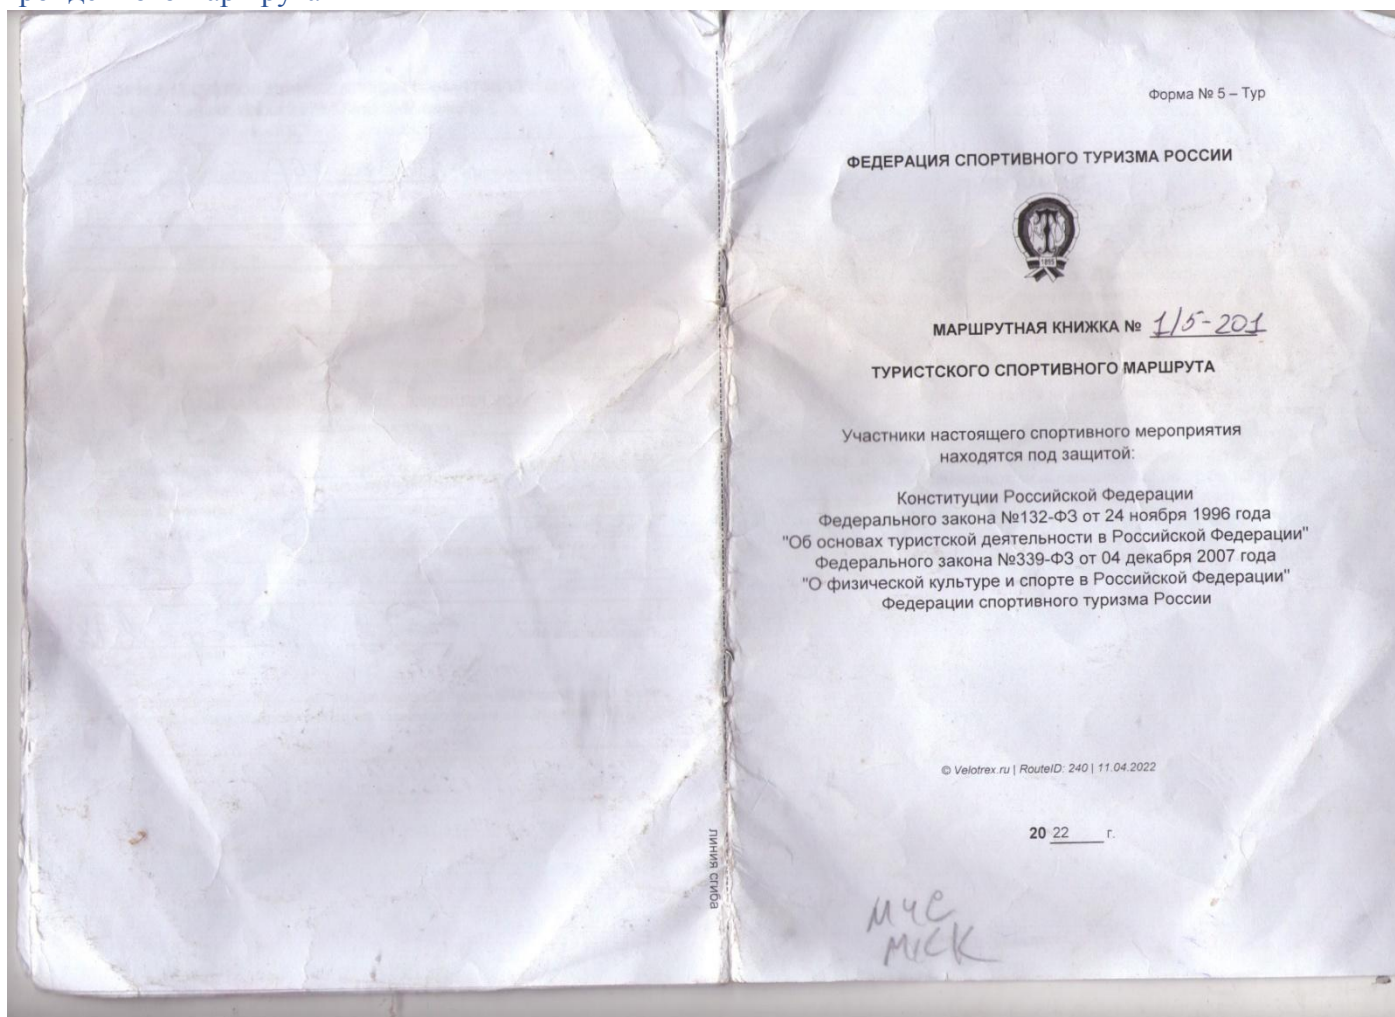 Форма № 5 – Тур
ФЕДЕРАЦИЯ СПОРТИВНОГО ТУРИЗМА РОССИИ
МАРШРУТНАЯ КНИЖКА № 1/5-201
ТУРИСТСКОГО СПОРТИВНОГО МАРШРУТА
Участники настоящего спортивного мероприятия
находятся под защитой:
Конституции Российской Федерации
Федерального закона №132-ФЗ от 24 ноября 1996 года
"Об основах туристской деятельности в Российской Федерации"
Федерального закона №339-ФЗ от 04 декабря 2007 года
"О физической культуре и спорте в Российской Федерации"
Федерации спортивного туризма России
© Velotrex.ru | RouteID: 240 | 11.04.2022
20 22 г.
линия сгиба
МЧС